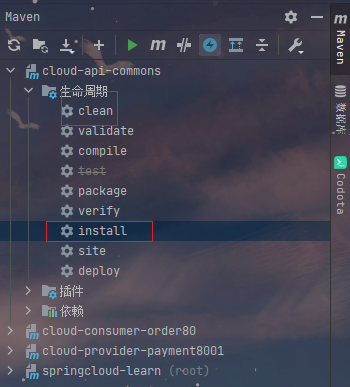 Maven
cloud-api-commons
生命周期
clean
validate
compile
test
package
verify
install
site
deploy
插件
依赖
cloud-consumer-order80
cloud-provider-payment8001
springcloud-learn (root)
m
Maven
数据库
Codota